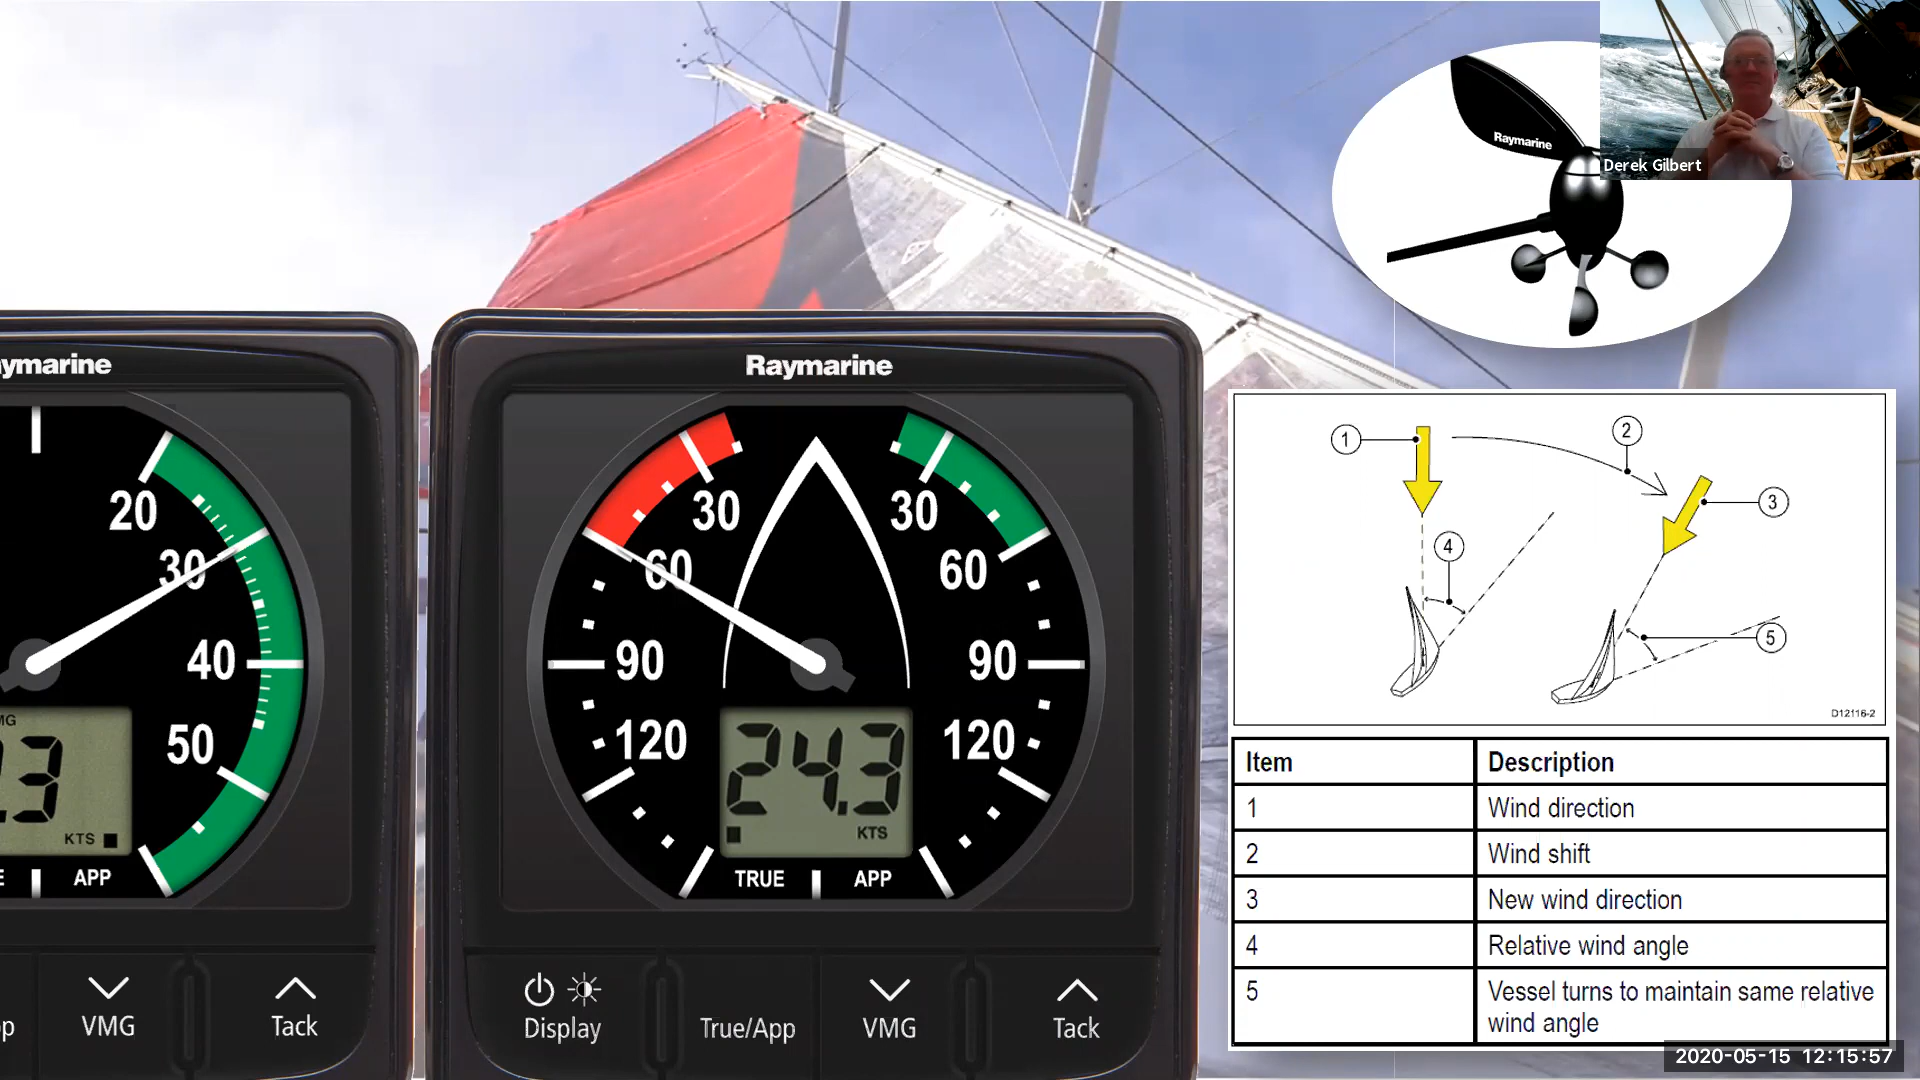 Raymarine
Derek Gilbert
aymarine
20
30
40
50
MG
.3
KTS
APP
VMG
Tack
Raymarine
30
30
60
60
90
90
120
120
24.3
KTS
TRUE
APP
Display
True/App
VMG
Tack
1
2
3
4
5
D12116-2
Item Description
1 Wind direction
2 Wind shift
3 New wind direction
4 Relative wind angle
5 Vessel turns to maintain same relative
wind angle
2020-05-15 12:15:57